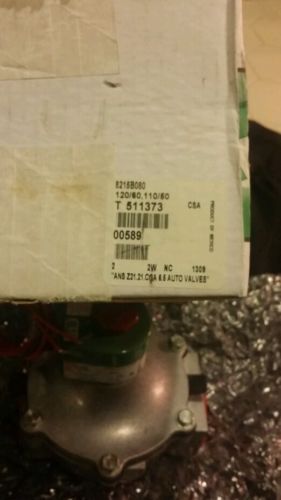 8215B080
120/60,110/50
T 511373 CSA
00589
2 2W NC 1309
"ANS Z21.21,CSA 6.5 AUTO VALVES"
PRODUCT OF MEXICO